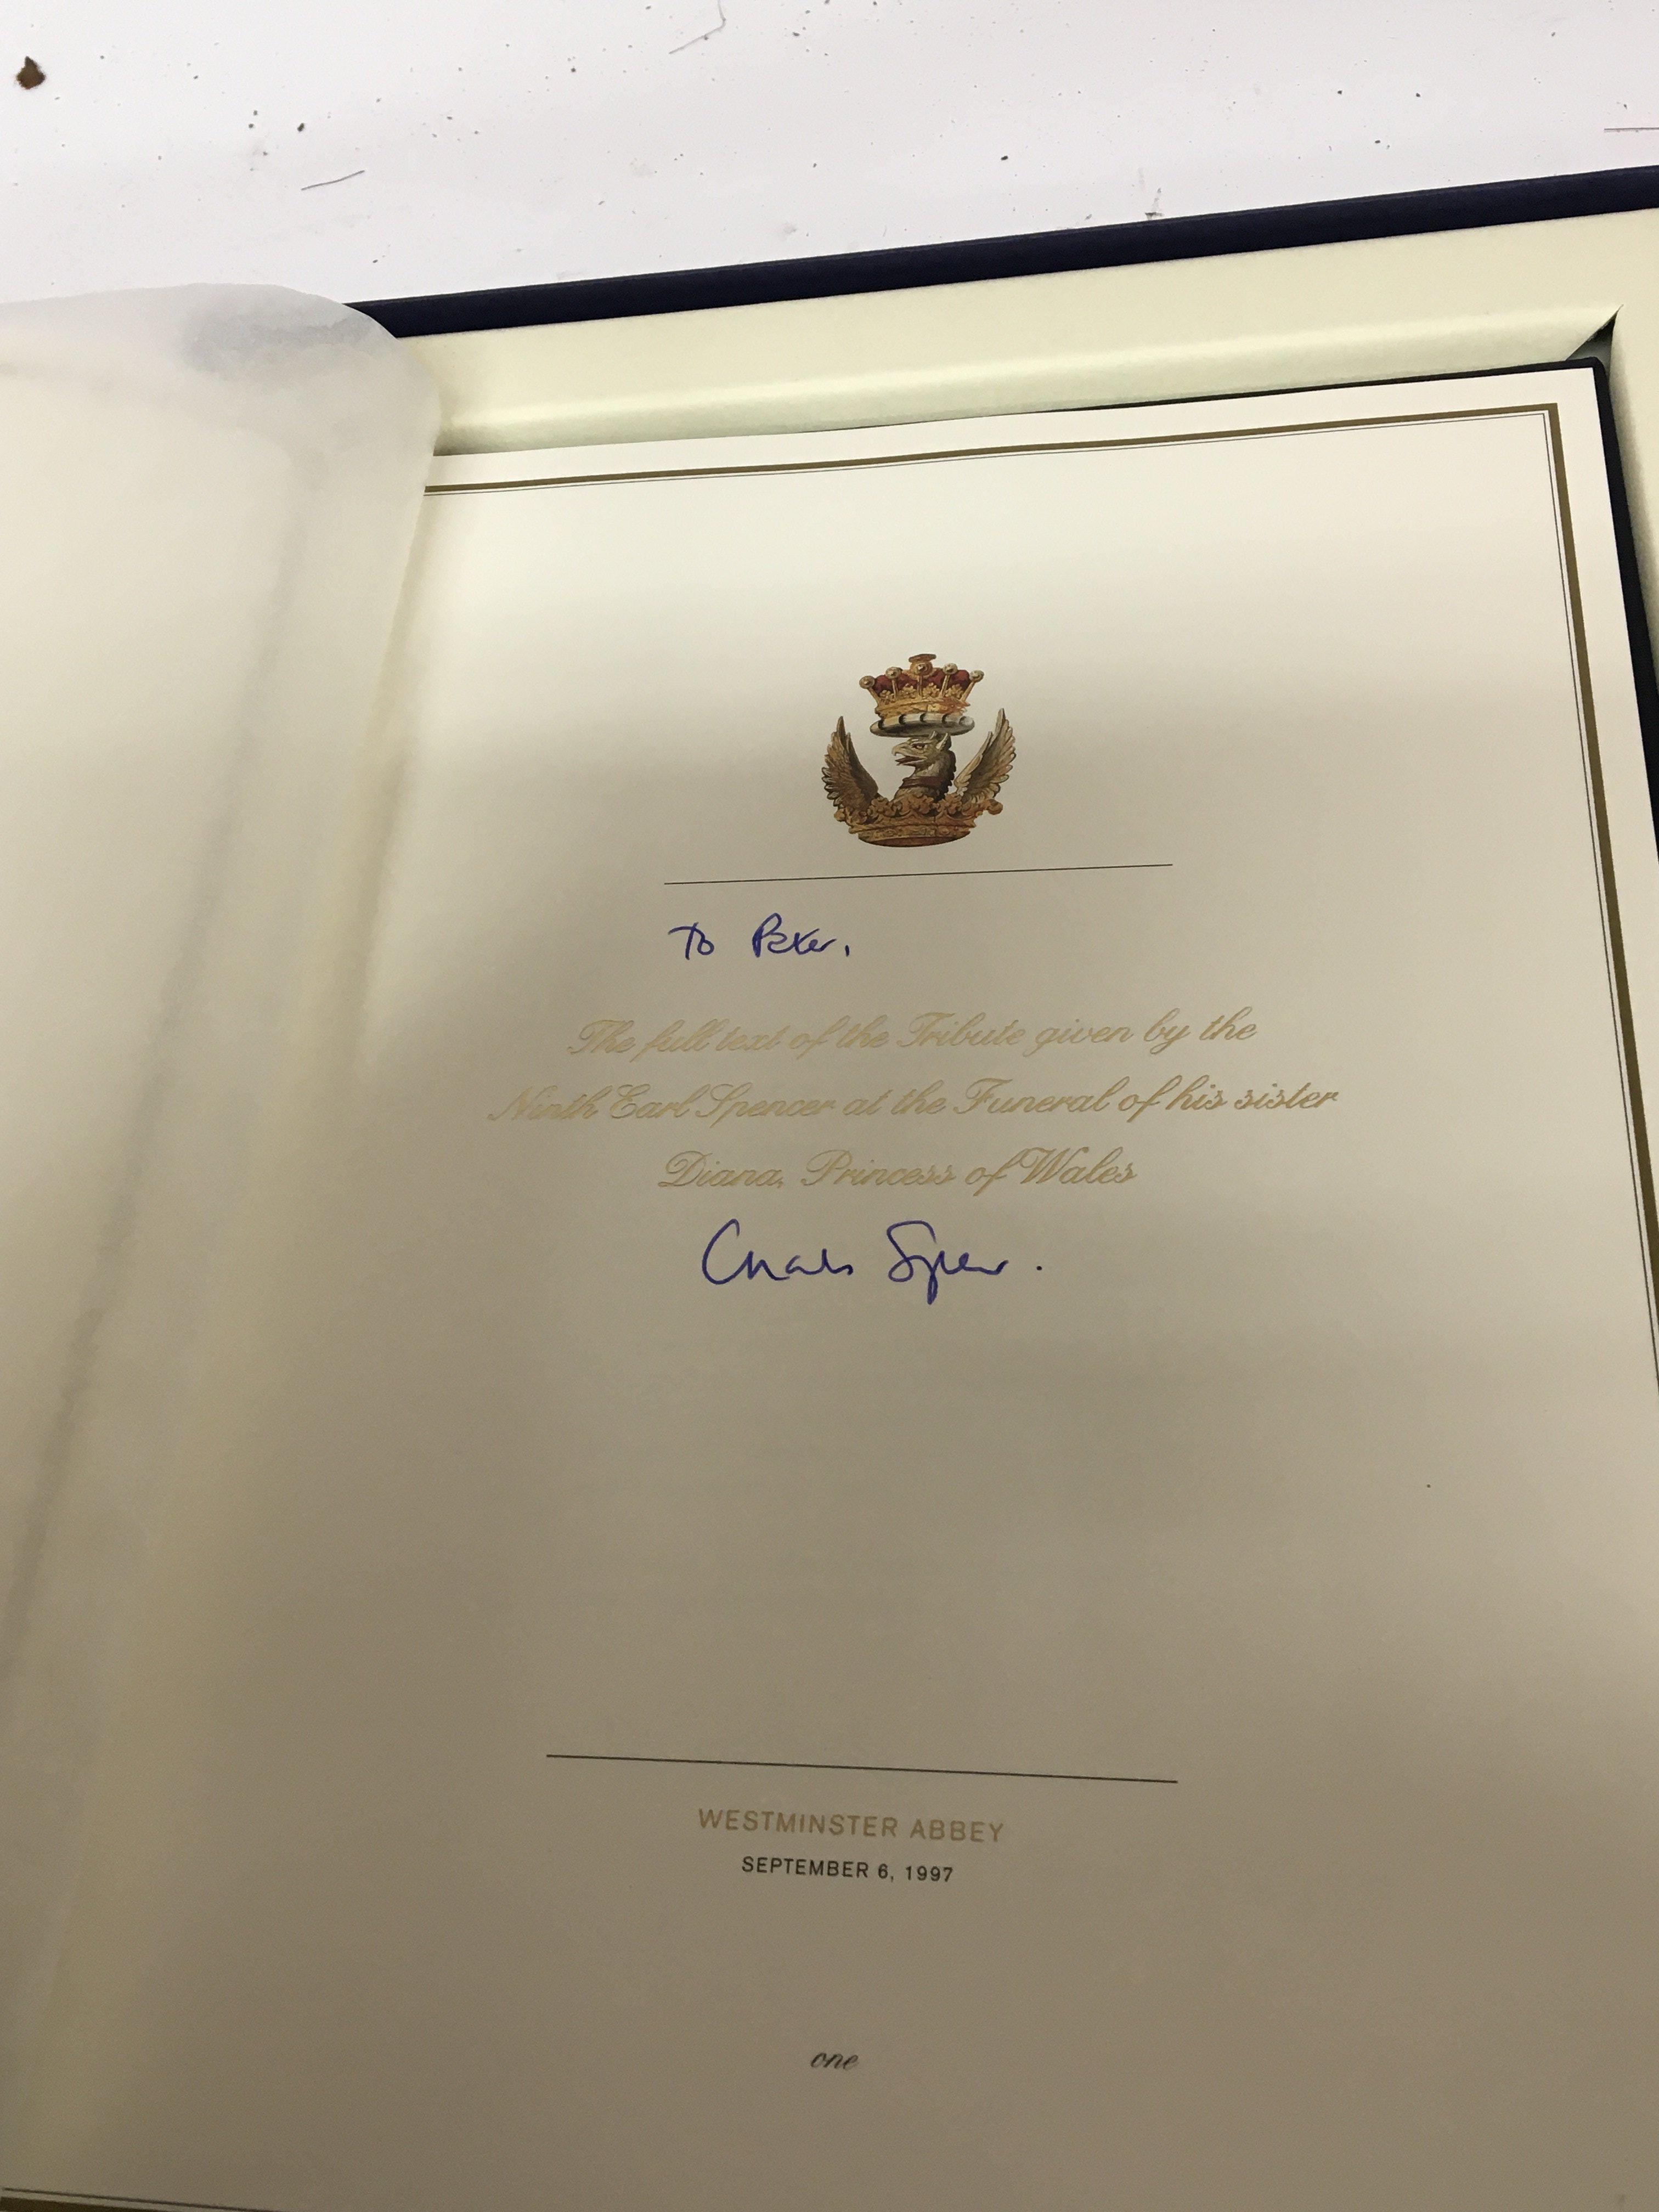 To Peter,
The full text of the Tribute given by the
Ninth Earl Spencer at the Funeral of his sister
Diana, Princess of Wales
Charles Spencer.
WESTMINSTER ABBEY
SEPTEMBER 6, 1997
one